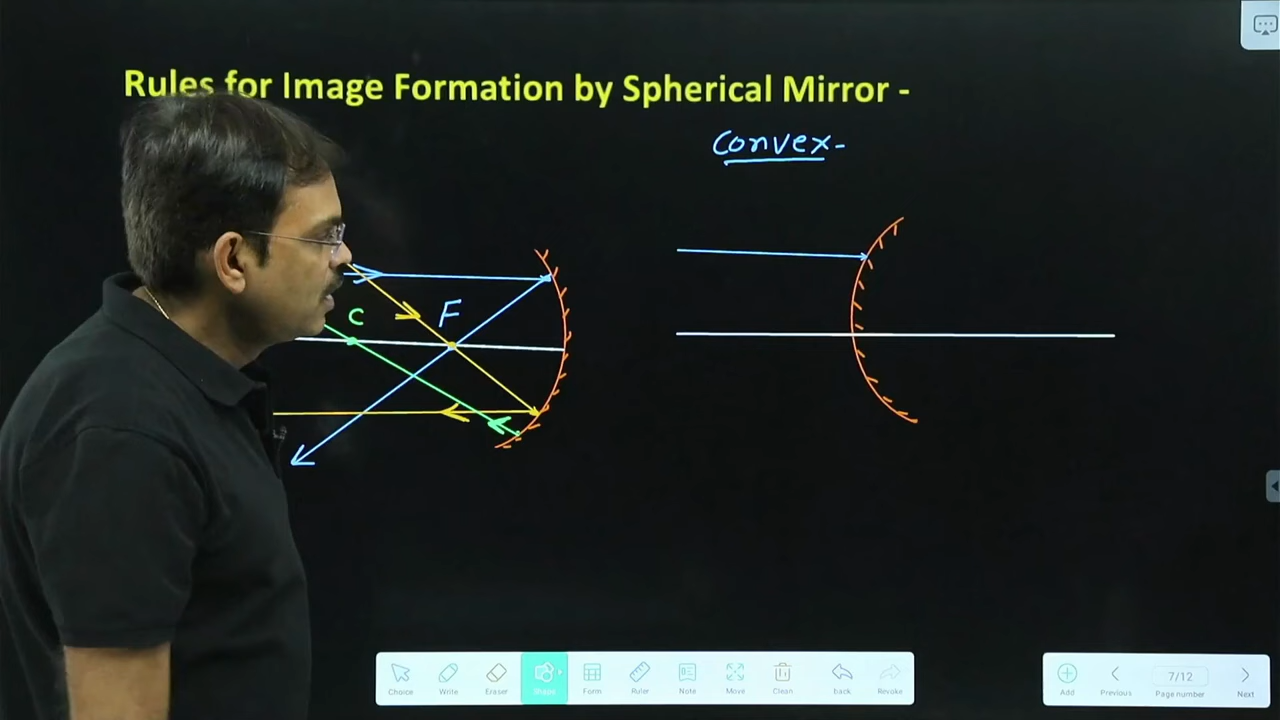 Rules for Image Formation by Spherical Mirror -
Convex-
C
F
Choice
Write
Eraser
Shape
Form
Ruler
Note
Move
Clean
back
Revoke
Add
Previous
7/12
Page number
Next